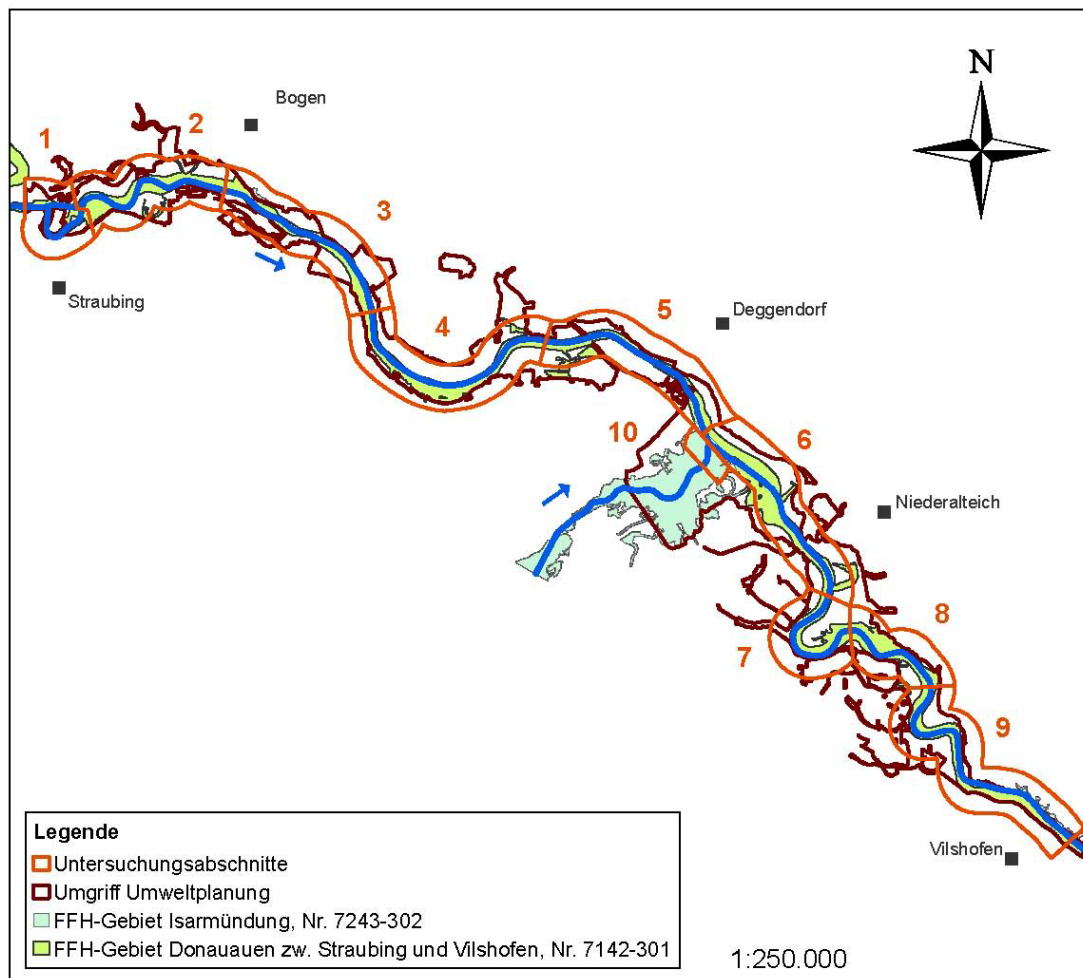 N
Bogen
1
2
3
Straubing
4
5
Deggendorf
10
6
Niederalteich
7
8
9
Vilshofen
Legende
Untersuchungsabschnitte
Umgriff Umweltplanung
FFH-Gebiet Isarmündung, Nr. 7243-302
FFH-Gebiet Donauauen zw. Straubing und Vilshofen, Nr. 7142-301
1:250.000